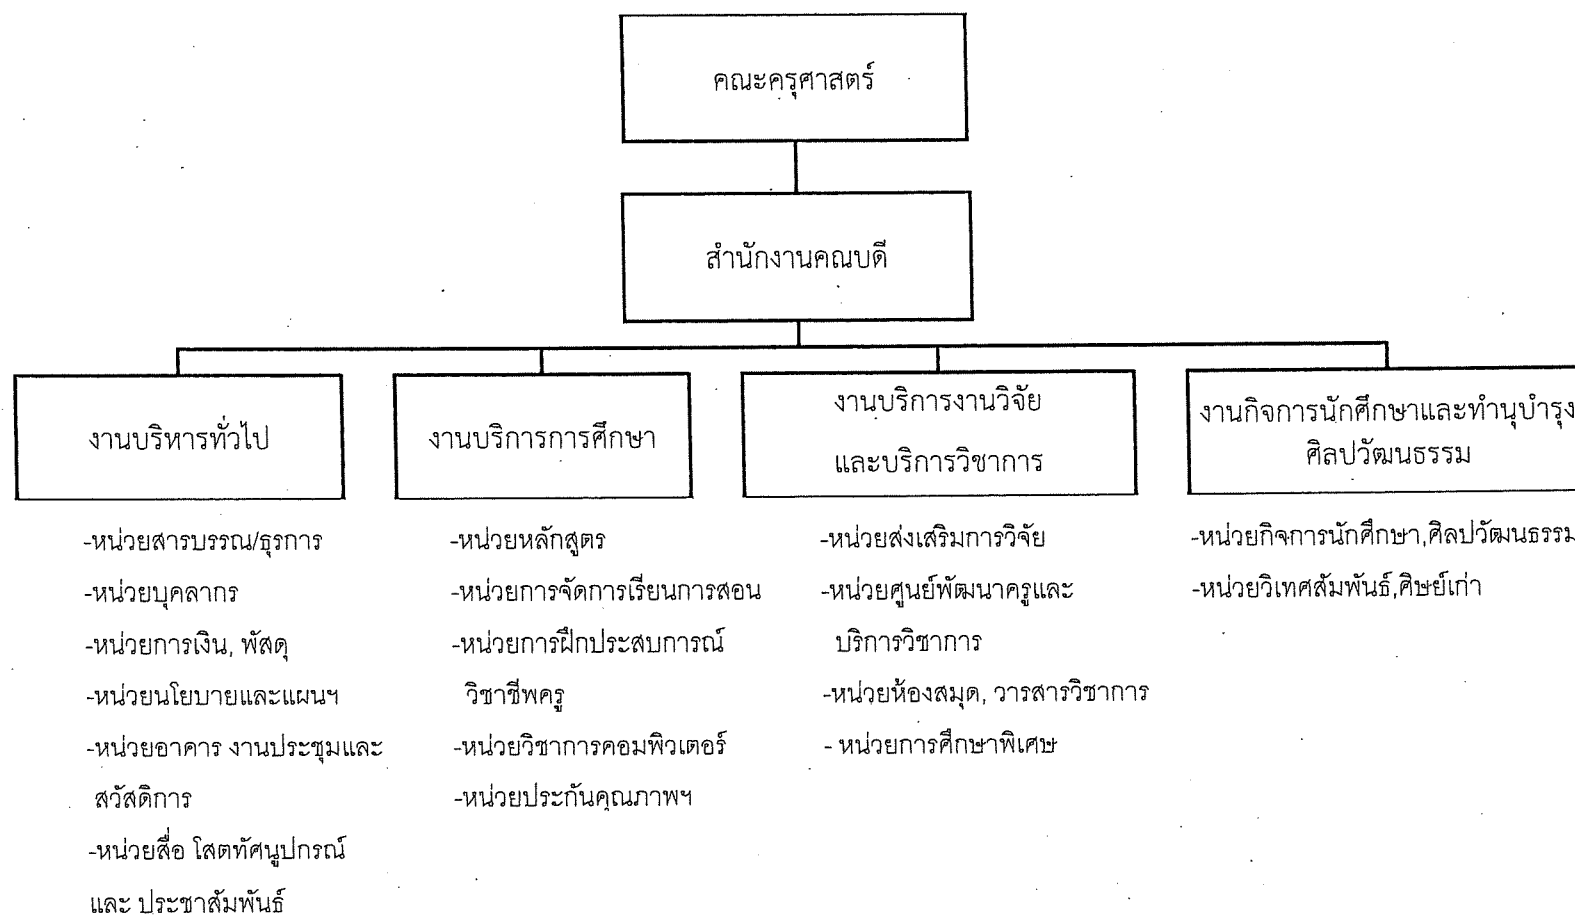 คณะครุศาสตร์
สำนักงานคณบดี
งานบริหารทั่วไป
-หน่วยสารบรรณ/ธุรการ
-หน่วยบุคลากร
-หน่วยการเงิน, พัสดุ
-หน่วยนโยบายและแผนฯ
-หน่วยอาคาร งานประชุมและ
สวัสดิการ
-หน่วยสื่อ โสตทัศนูปกรณ์
และ ประชาสัมพันธ์
งานบริการการศึกษา
-หน่วยหลักสูตร
-หน่วยการจัดการเรียนการสอน
-หน่วยการฝึกประสบการณ์
วิชาชีพครู
-หน่วยวิชาการคอมพิวเตอร์
-หน่วยประกันคุณภาพฯ
งานบริการงานวิจัย
และบริการวิชาการ
-หน่วยส่งเสริมการวิจัย
-หน่วยศูนย์พัฒนาครูและ
บริการวิชาการ
-หน่วยห้องสมุด, วารสารวิชาการ
- หน่วยการศึกษาพิเศษ
งานกิจการนักศึกษาและทำนุบำรุง
ศิลปวัฒนธรรม
-หน่วยกิจการนักศึกษา,ศิลปวัฒนธรรม
-หน่วยวิเทศสัมพันธ์,ศิษย์เก่า